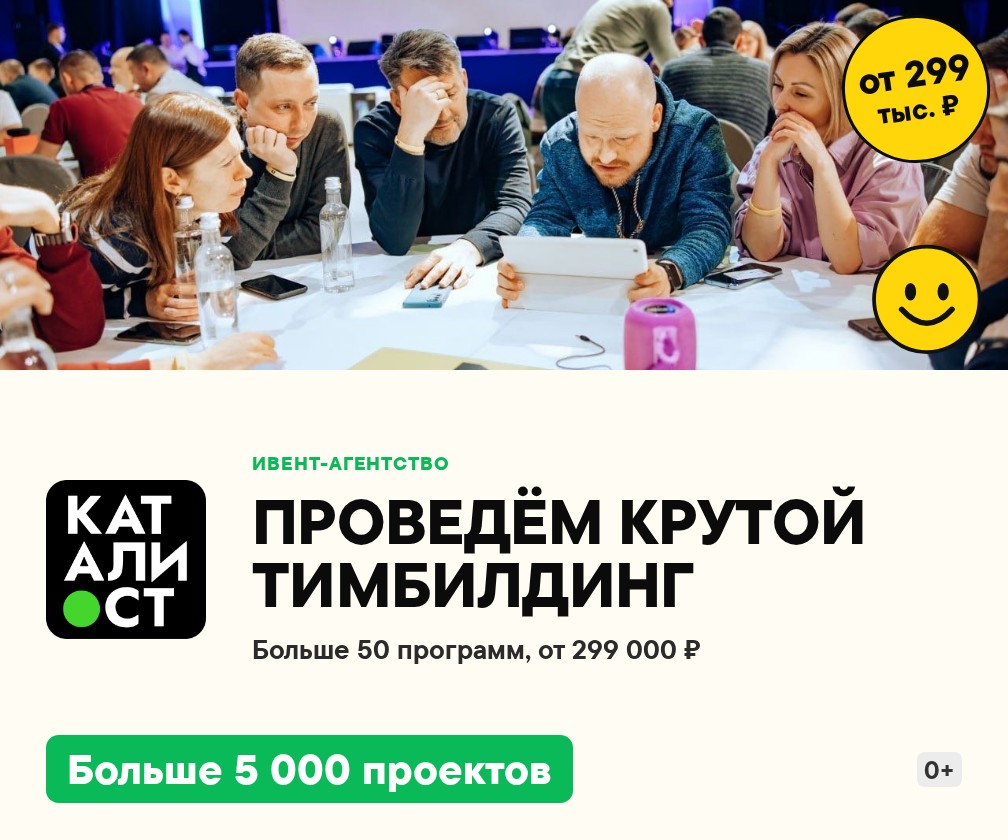 от 299
тыс. ₽
ИВЕНТ-АГЕНТСТВО
КАТ
АЛИ
СТ
ПРОВЕДЁМ КРУТОЙ
ТИМБИЛДИНГ
Больше 50 программ, от 299 000 ₽
Больше 5 000 проектов
0+